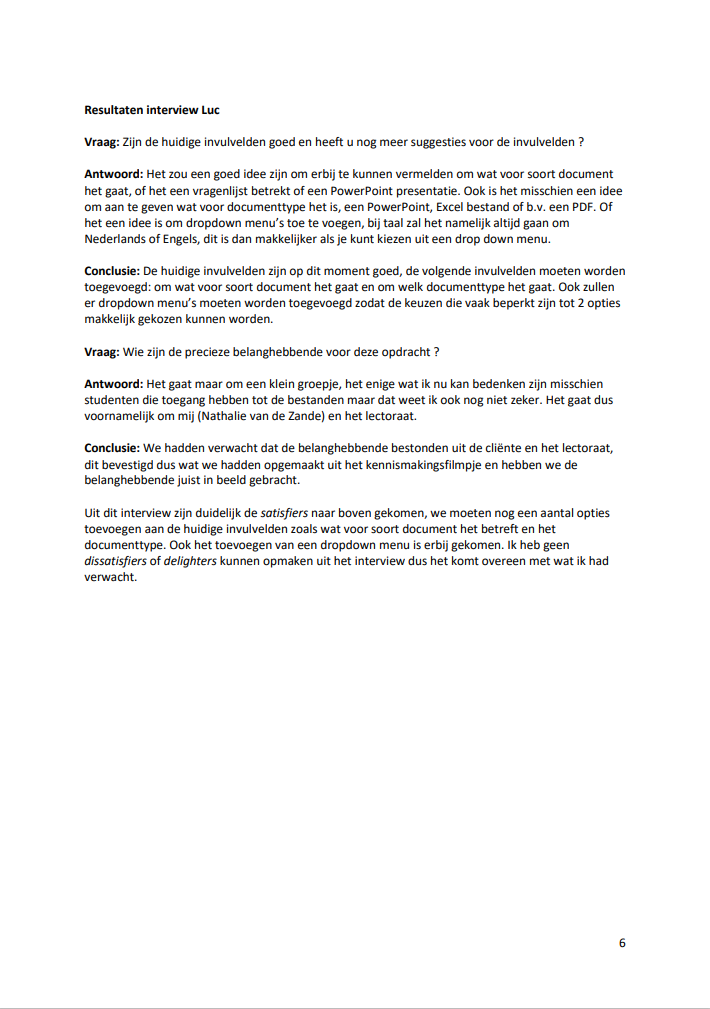 Resultaten interview Luc
Vraag: Zijn de huidige invulvelden goed en heeft u nog meer suggesties voor de invulvelden ?
Antwoord: Het zou een goed idee zijn om erbij te kunnen vermelden om wat voor soort document
het gaat, of het een vragenlijst betrekt of een PowerPoint presentatie. Ook is het misschien een idee
om aan te geven wat voor documenttype het is, een PowerPoint, Excel bestand of b.v. een PDF. Of
het een idee is om dropdown menu’s toe te voegen, bij taal zal het namelijk altijd gaan om
Nederlands of Engels, dit is dan makkelijker als je kunt kiezen uit een drop down menu.
Conclusie: De huidige invulvelden zijn op dit moment goed, de volgende invulvelden moeten worden
toegevoegd: om wat voor soort document het gaat en om welk documenttype het gaat. Ook zullen
er dropdown menu’s moeten worden toegevoegd zodat de keuzen die vaak beperkt zijn tot 2 opties
makkelijk gekozen kunnen worden.
Vraag: Wie zijn de precieze belanghebbende voor deze opdracht ?
Antwoord: Het gaat maar om een klein groepje, het enige wat ik nu kan bedenken zijn misschien
studenten die toegang hebben tot de bestanden maar dat weet ik ook nog niet zeker. Het gaat dus
voornamelijk om mij (Nathalie van de Zande) en het lectoraat.
Conclusie: We hadden verwacht dat de belanghebbende bestonden uit de cliënte en het lectoraat,
dit bevestigd dus wat we hadden opgemaakt uit het kennismakingsfilmpje en hebben we de
belanghebbende juist in beeld gebracht.
Uit dit interview zijn duidelijk de satisfiers naar boven gekomen, we moeten nog een aantal opties
toevoegen aan de huidige invulvelden zoals wat voor soort document het betreft en het
documenttype. Ook het toevoegen van een dropdown menu is erbij gekomen. Ik heb geen
dissatisfiers of delighters kunnen opmaken uit het interview dus het komt overeen met wat ik had
verwacht.
6